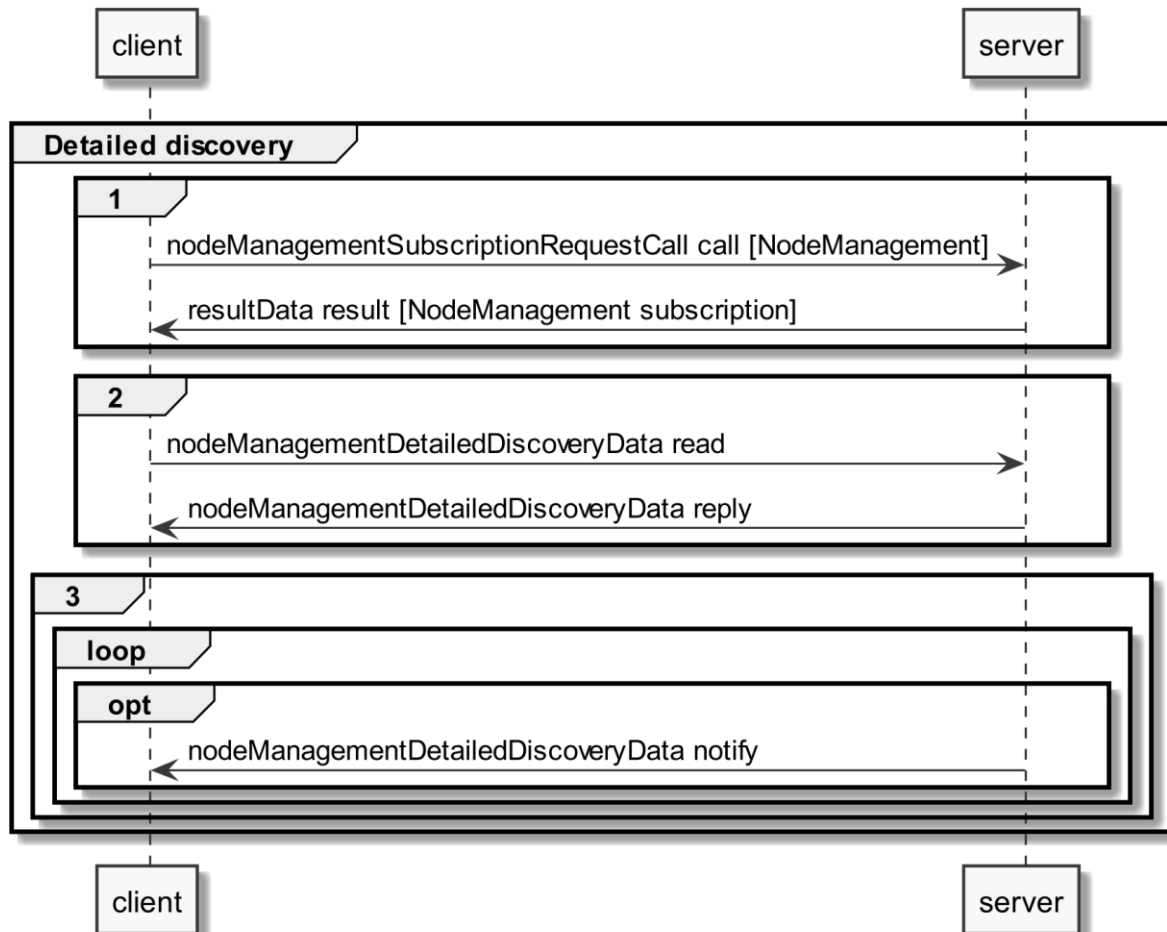 client
server
Detailed discovery
1
nodeManagementSubscriptionRequestCall call [NodeManagement]
resultData result [NodeManagement subscription]
2
nodeManagementDetailedDiscoveryData read
nodeManagementDetailedDiscoveryData reply
3
loop
opt
nodeManagementDetailedDiscoveryData notify
client
server